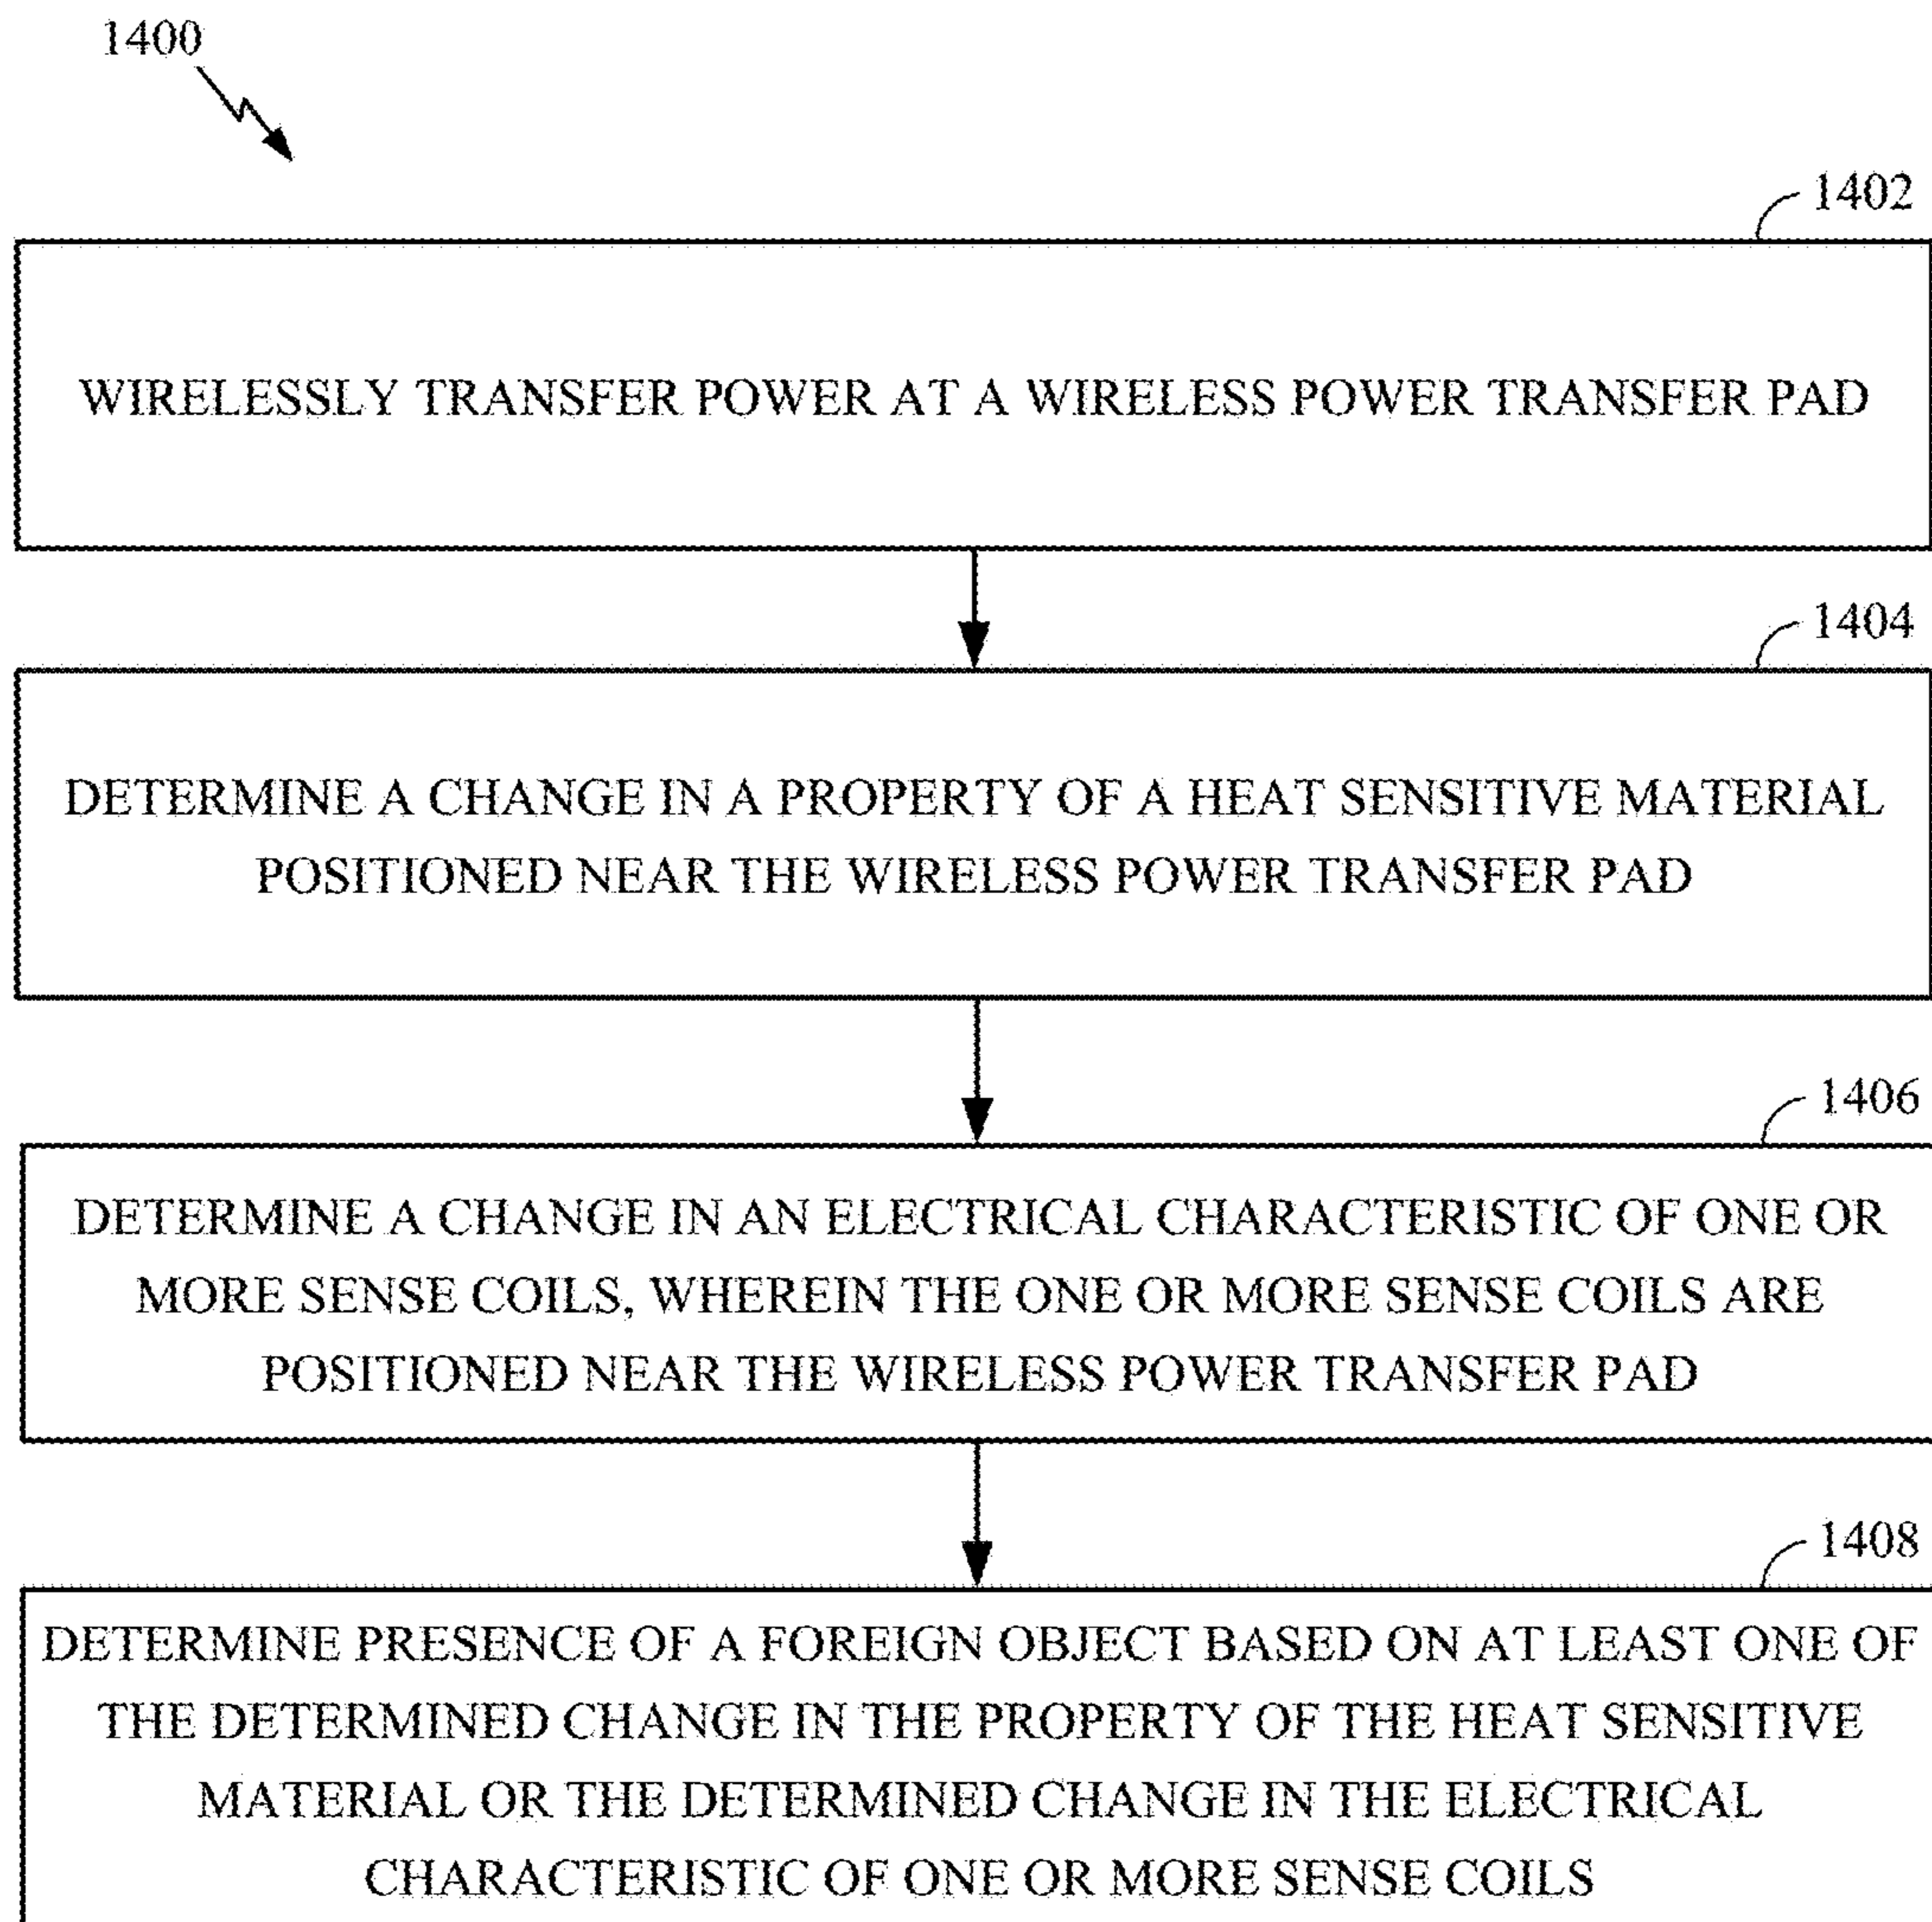 1400
1402
WIRELESSLY TRANSFER POWER AT A WIRELESS POWER TRANSFER PAD
1404
DETERMINE A CHANGE IN A PROPERTY OF A HEAT SENSITIVE MATERIAL
POSITIONED NEAR THE WIRELESS POWER TRANSFER PAD
1406
DETERMINE A CHANGE IN AN ELECTRICAL CHARACTERISTIC OF ONE OR
MORE SENSE COILS, WHEREIN THE ONE OR MORE SENSE COILS ARE
POSITIONED NEAR THE WIRELESS POWER TRANSFER PAD
1408
DETERMINE PRESENCE OF A FOREIGN OBJECT BASED ON AT LEAST ONE OF
THE DETERMINED CHANGE IN THE PROPERTY OF THE HEAT SENSITIVE
MATERIAL OR THE DETERMINED CHANGE IN THE ELECTRICAL
CHARACTERISTIC OF ONE OR MORE SENSE COILS